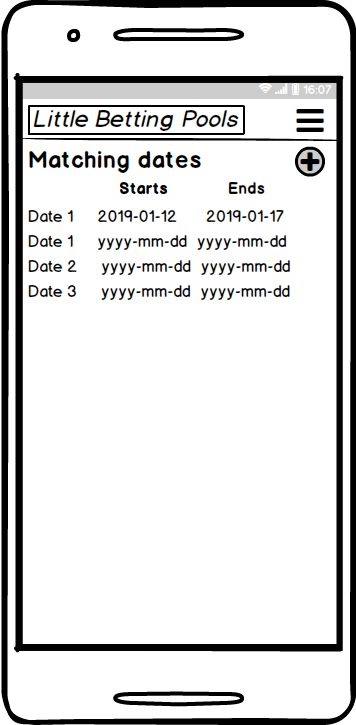 16:07
Little Betting Pools
Matching dates
Starts Ends
Date 1 2019-01-12 2019-01-17
Date 1 yyyy-mm-dd yyyy-mm-dd
Date 2 yyyy-mm-dd yyyy-mm-dd
Date 3 yyyy-mm-dd yyyy-mm-dd